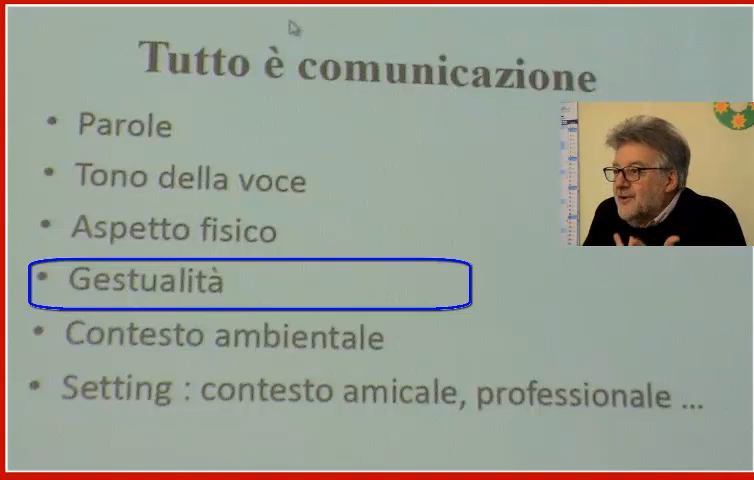 Tutto è comunicazione
• Parole
• Tono della voce
• Aspetto fisico
• Gestualità
• Contesto ambientale
• Setting : contesto amicale, professionale ...